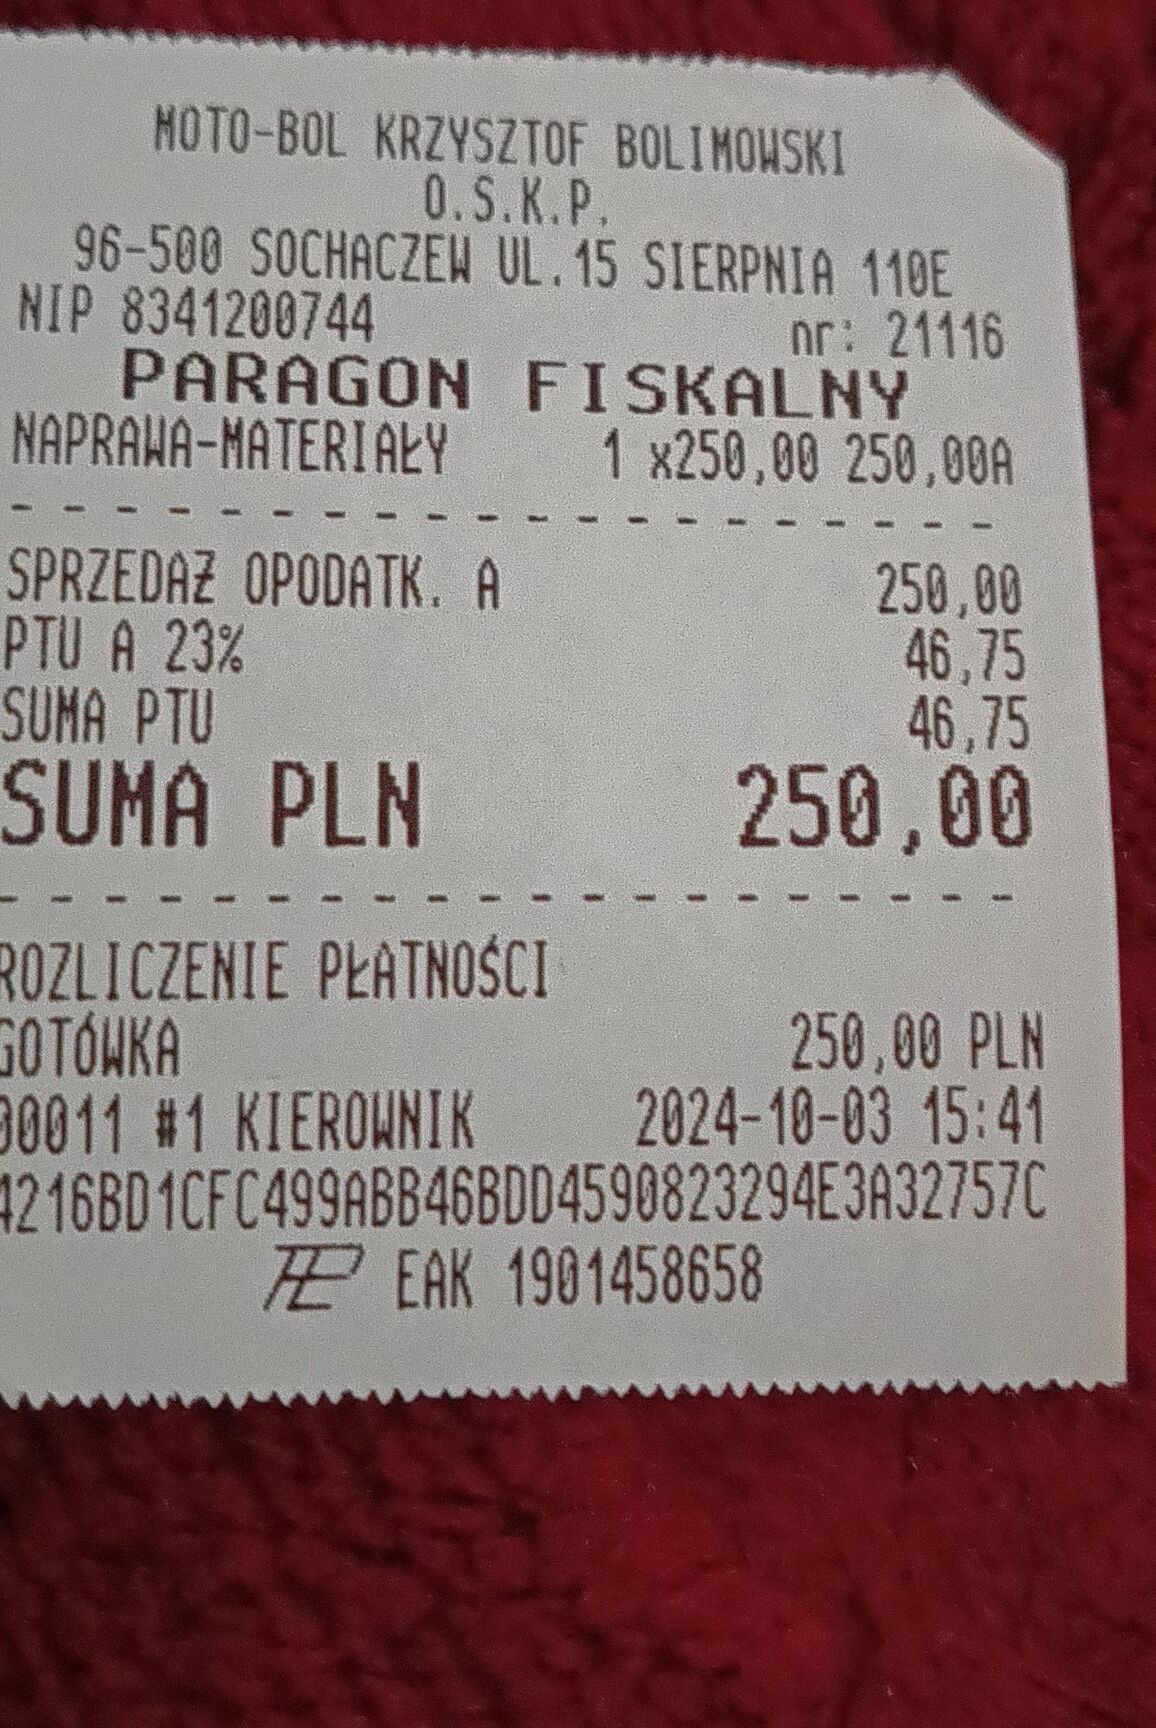 MOTO-BOL KRZYSZTOF BOLIMOWSKI
O.S.K.P.
96-500 SOCHACZEW UL.15 SIERPNIA 110E
NIP 8341200744 nr: 21116
PARAGON FISKALNY
NAPRAWA-MATERIAŁY 1 x250,00 250,00A
SPRZEDAŻ OPODATK. A 250,00
PTU A 23% 46,75
SUMA PTU 46,75
SUMA PLN 250,00
ROZLICZENIE PŁATNOŚCI
GOTÓWKA 250,00 PLN
00011 #1 KIEROWNIK 2024-10-03 15:41
4216BD1CFC499ABB46BDD4590823294E3A32757C
EAK 1901458658